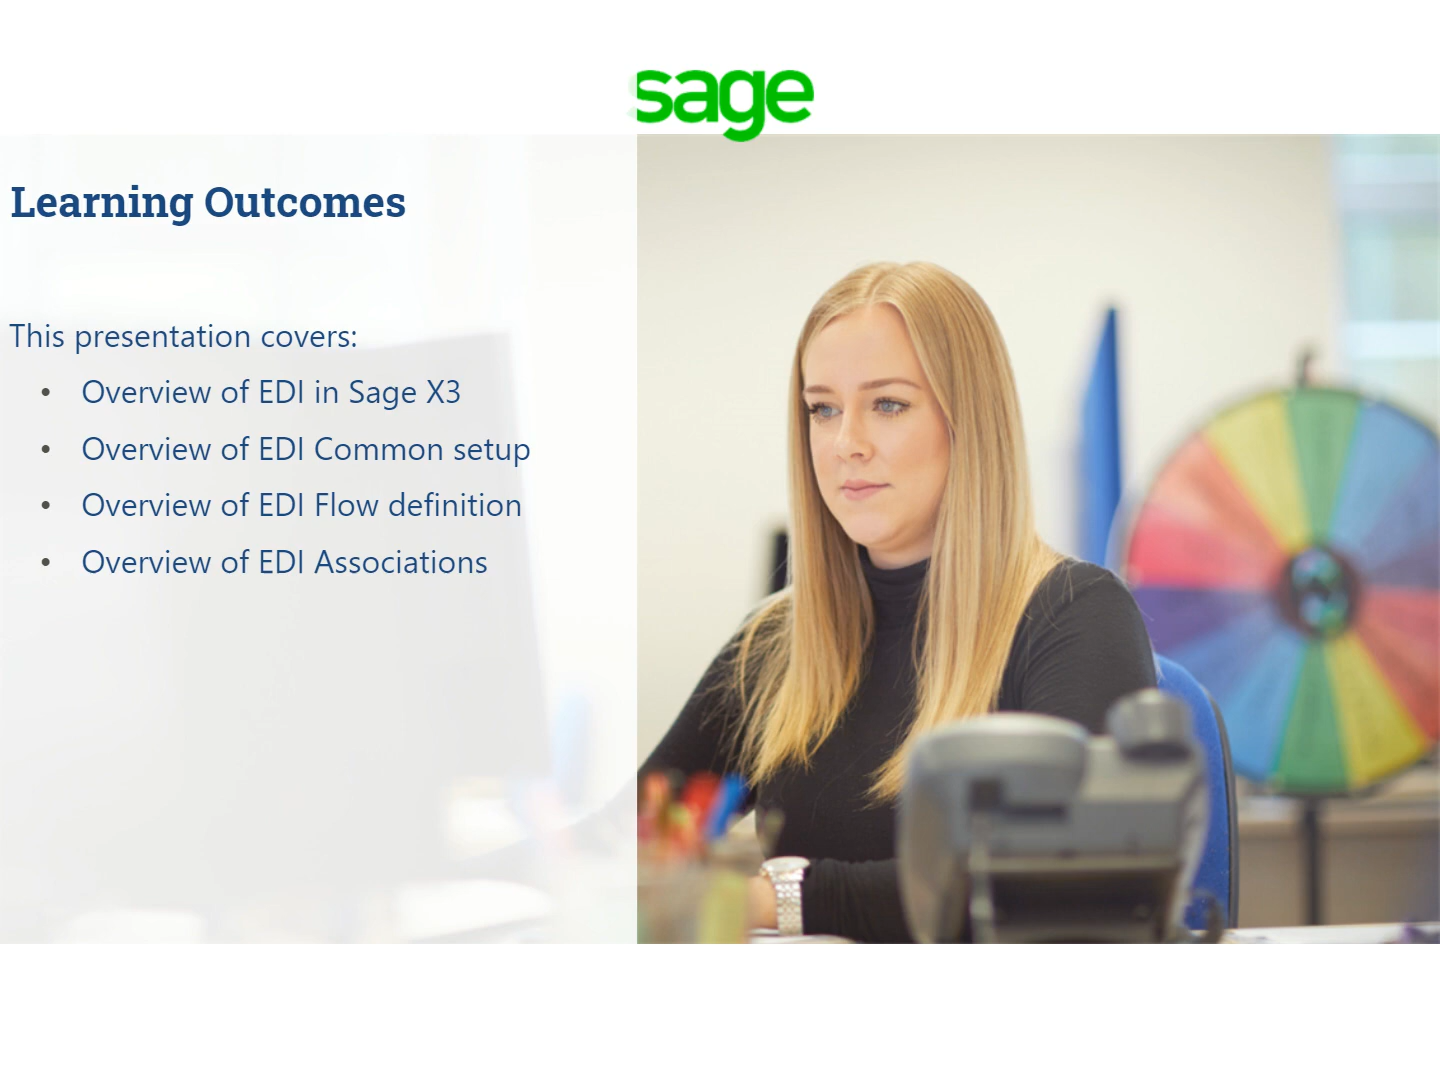 sage
Learning Outcomes
This presentation covers:
• Overview of EDI in Sage X3
• Overview of EDI Common setup
• Overview of EDI Flow definition
• Overview of EDI Associations